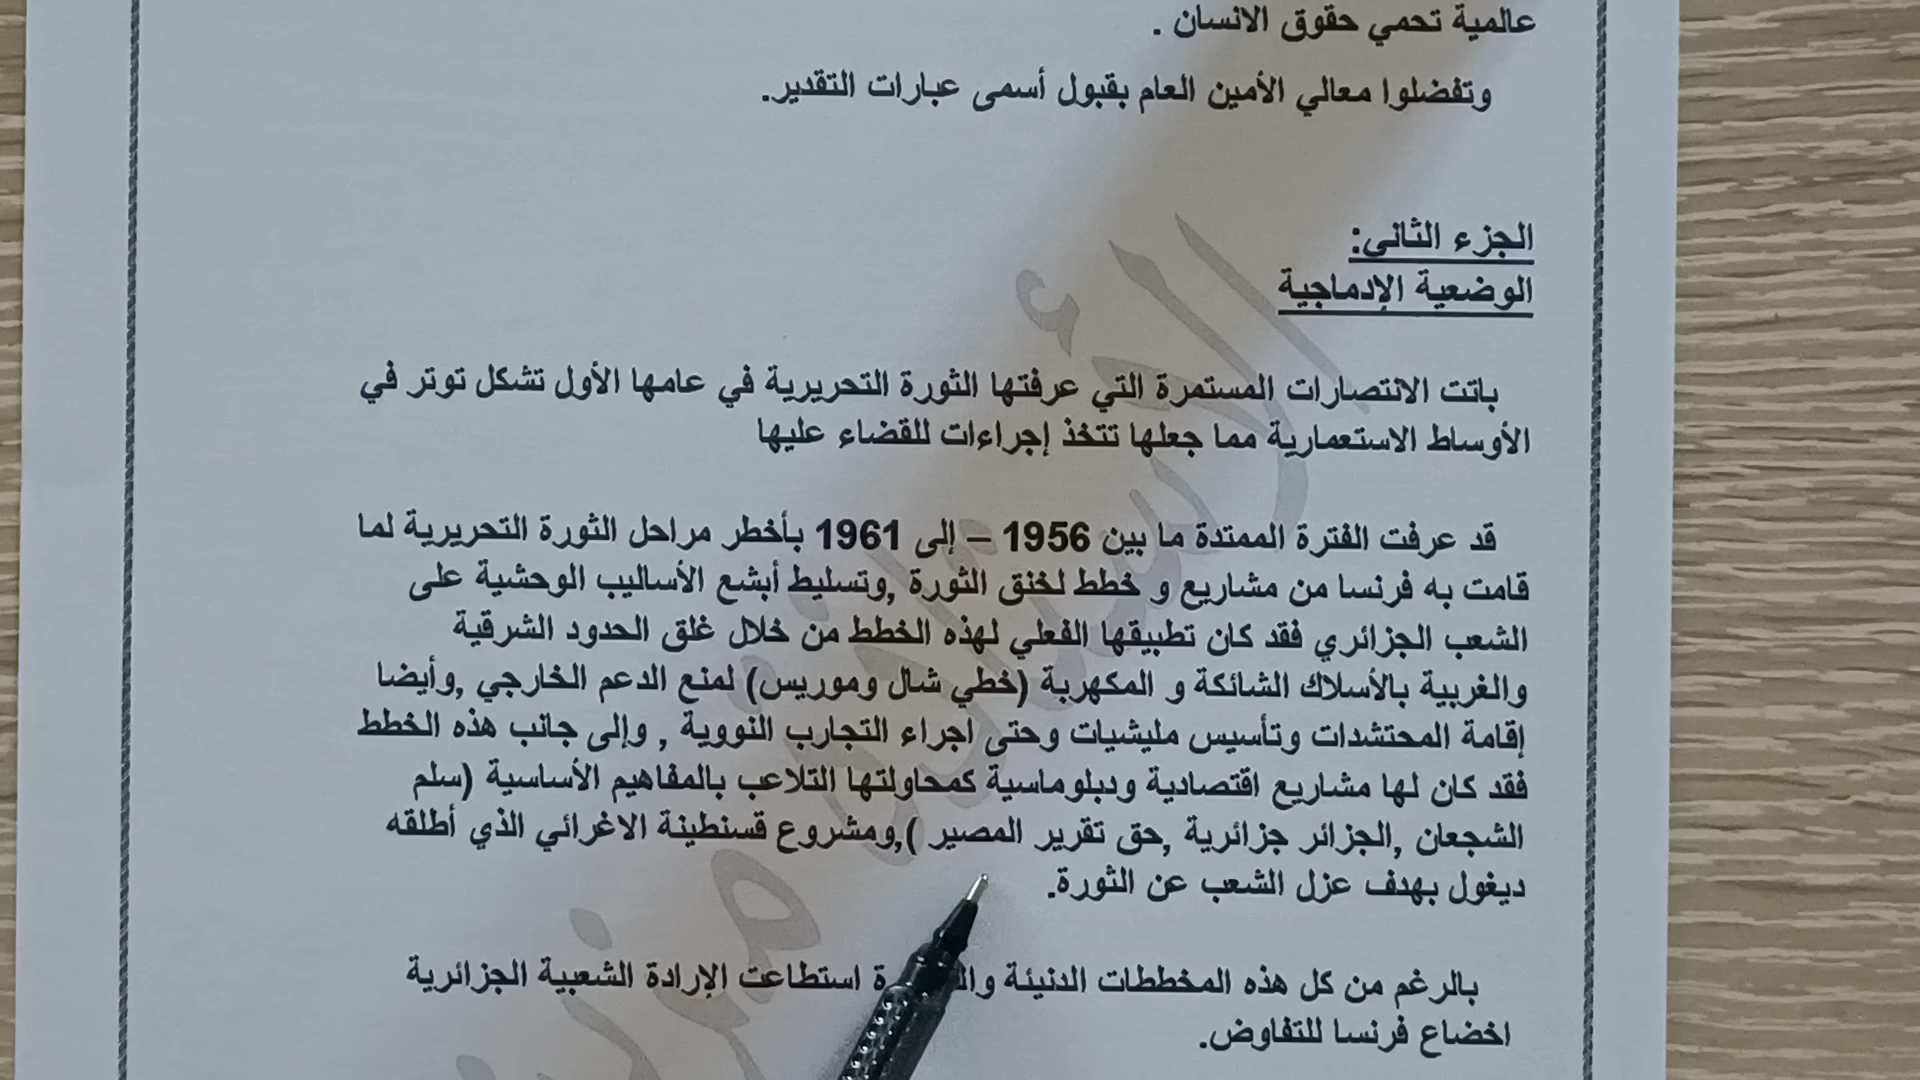 عالمية تحمي حقوق الانسان .
وتفضلوا معالي الأمين العام بقبول أسمى عبارات التقدير.
الجزء الثاني:
الوضعية الإدماجية
باتت الانتصارات المستمرة التي عرفتها الثورة التحريرية في عامها الأول تشكل توتر في
الأوساط الاستعمارية مما جعلها تتخذ إجراءات للقضاء عليها
قد عرفت الفترة الممتدة ما بين 1956 – إلى 1961 بأخطر مراحل الثورة التحريرية لما
قامت به فرنسا من مشاريع و خطط لخنق الثورة ,وتسليط أبشع الأساليب الوحشية على
الشعب الجزائري فقد كان تطبيقها الفعلي لهذه الخطط من خلال غلق الحدود الشرقية
والغربية بالأسلاك الشائكة و المكهربة (خطي شال وموريس) لمنع الدعم الخارجي ,وأيضا
إقامة المحتشدات وتأسيس مليشيات وحتى اجراء التجارب النووية , وإلى جانب هذه الخطط
فقد كان لها مشاريع اقتصادية ودبلوماسية كمحاولتها التلاعب بالمفاهيم الأساسية (سلم
الشجعان ,الجزائر جزائرية ,حق تقرير المصير ),ومشروع قسنطينة الاغرائي الذي أطلقه
ديغول بهدف عزل الشعب عن الثورة.
بالرغم من كل هذه المخططات الدنيئة استطاعت الإرادة الشعبية الجزائرية
اخضاع فرنسا للتفاوض.
الأستاذة